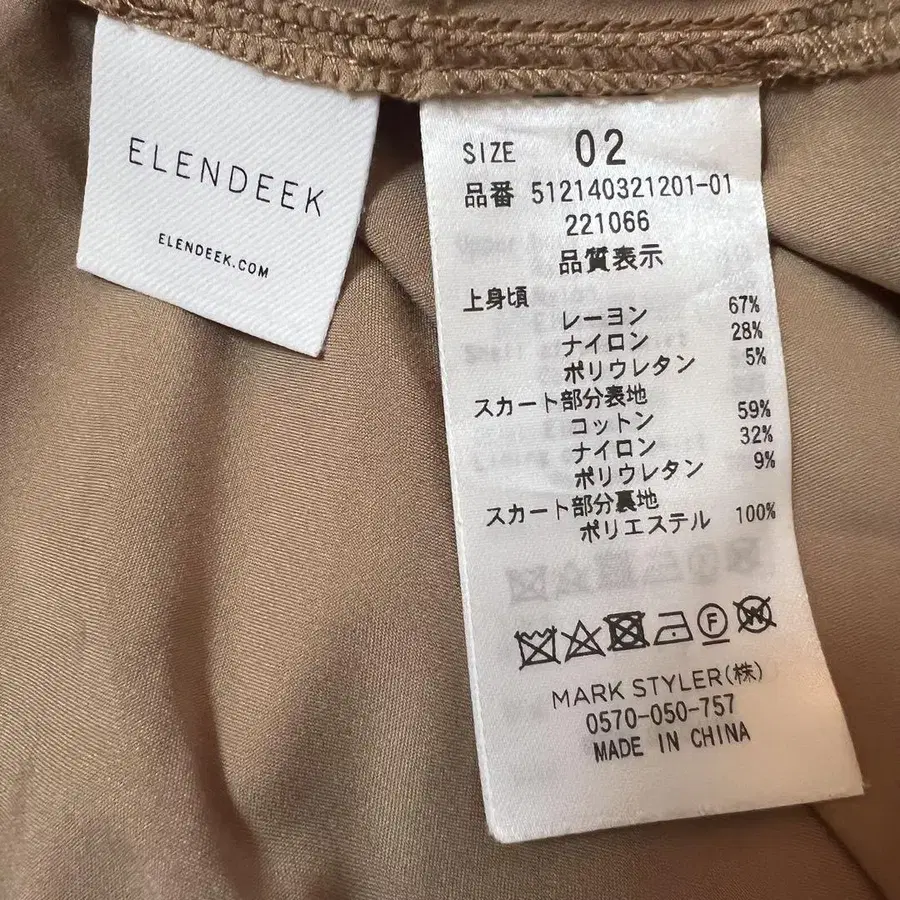 ELENDEEK
ELENDEEK.COM
SIZE 02
品番 512140321201-01
221066
品質表示
上身頃
レーヨン 67%
ナイロン 28%
ポリウレタン 5%
スカート部分表地
コットン 59%
ナイロン 32%
ポリウレタン 9%
スカート部分裏地
ポリエステル 100%
F W
MARK STYLER(株)
0570-050-757
MADE IN CHINA